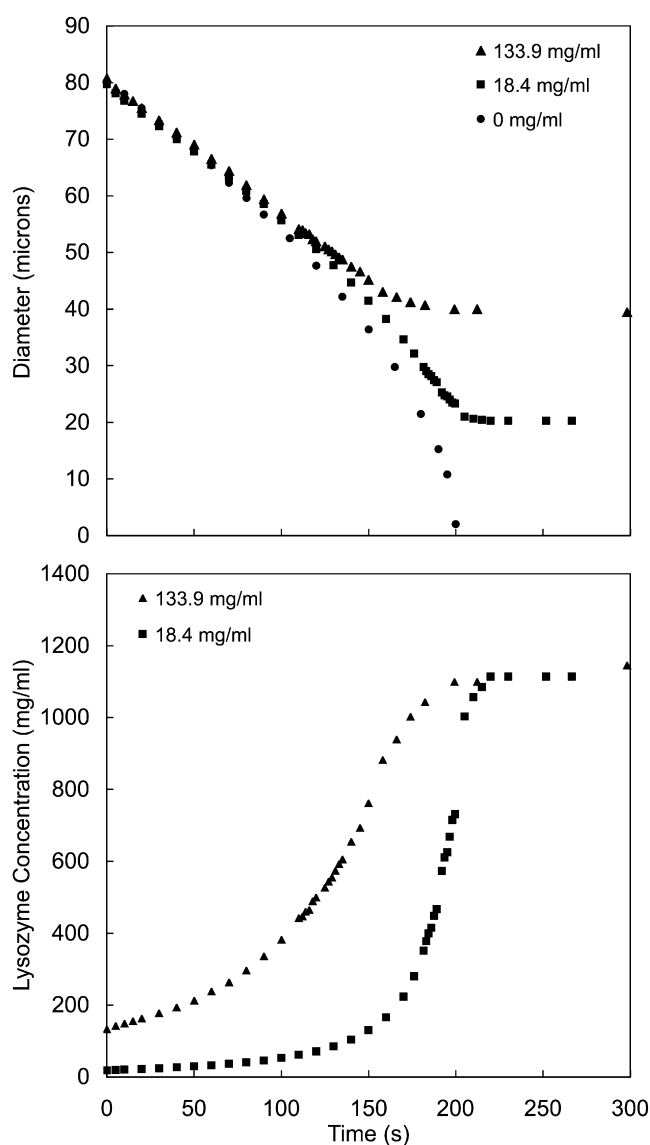 90
80
70
60
50
40
30
20
10
0
Diameter (microns)
133.9 mg/ml
18.4 mg/ml
0 mg/ml
1400
1200
1000
800
600
400
200
0
Lysozyme Concentration (mg/ml)
133.9 mg/ml
18.4 mg/ml
0 50 100 150 200 250 300
Time (s)